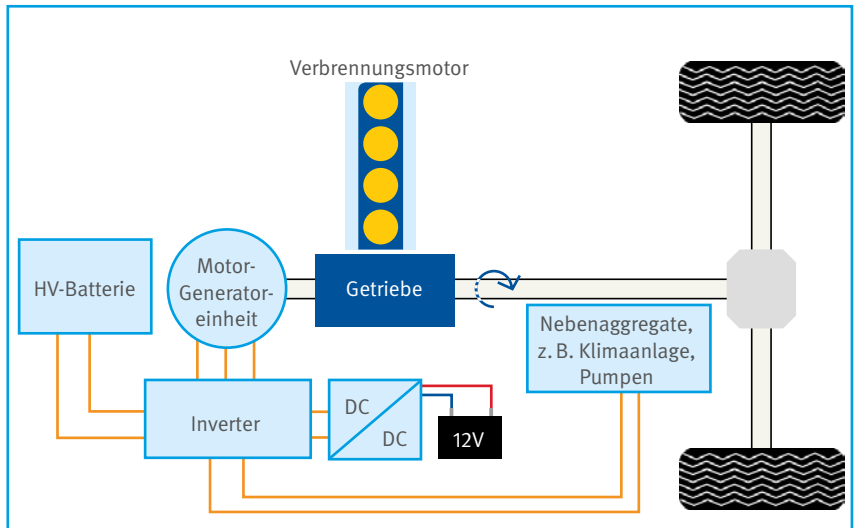 Verbrennungsmotor
HV-Batterie
Motor-
Generator-
einheit
Getriebe
Nebenaggregate,
z. B. Klimaanlage,
Pumpen
Inverter
DC
DC
12V